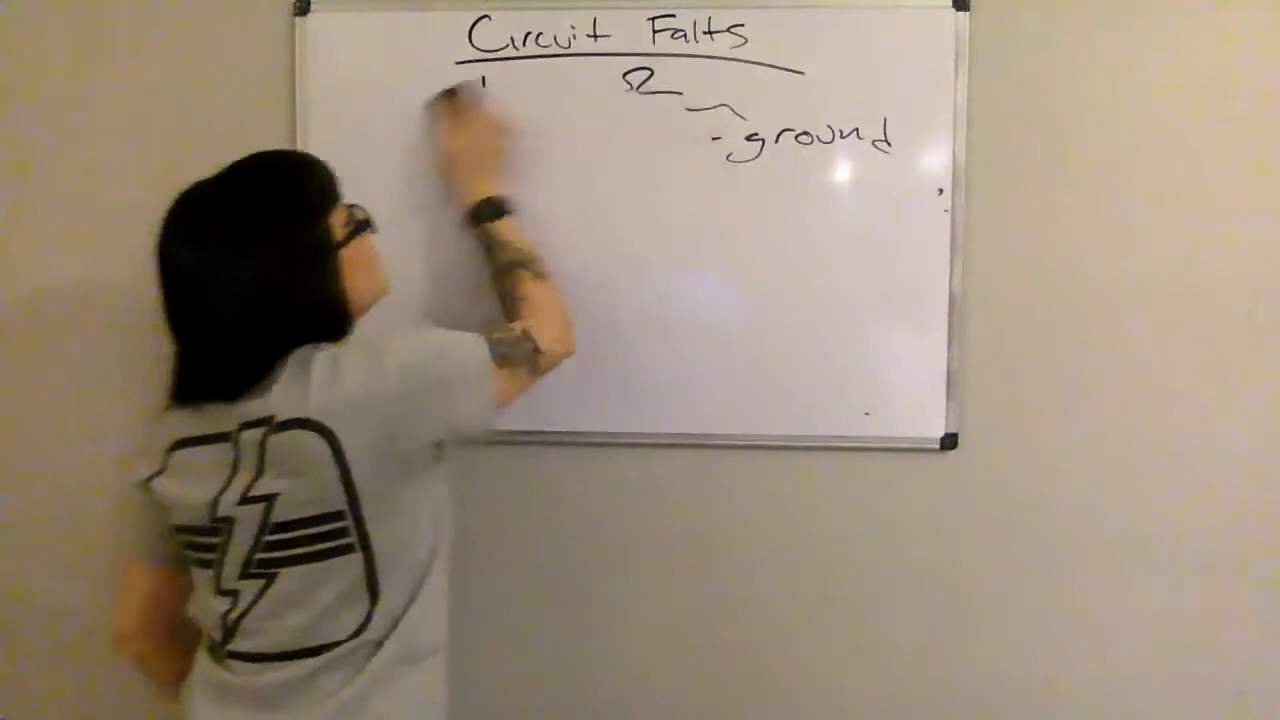 Circuit Falts
Ω
- ground